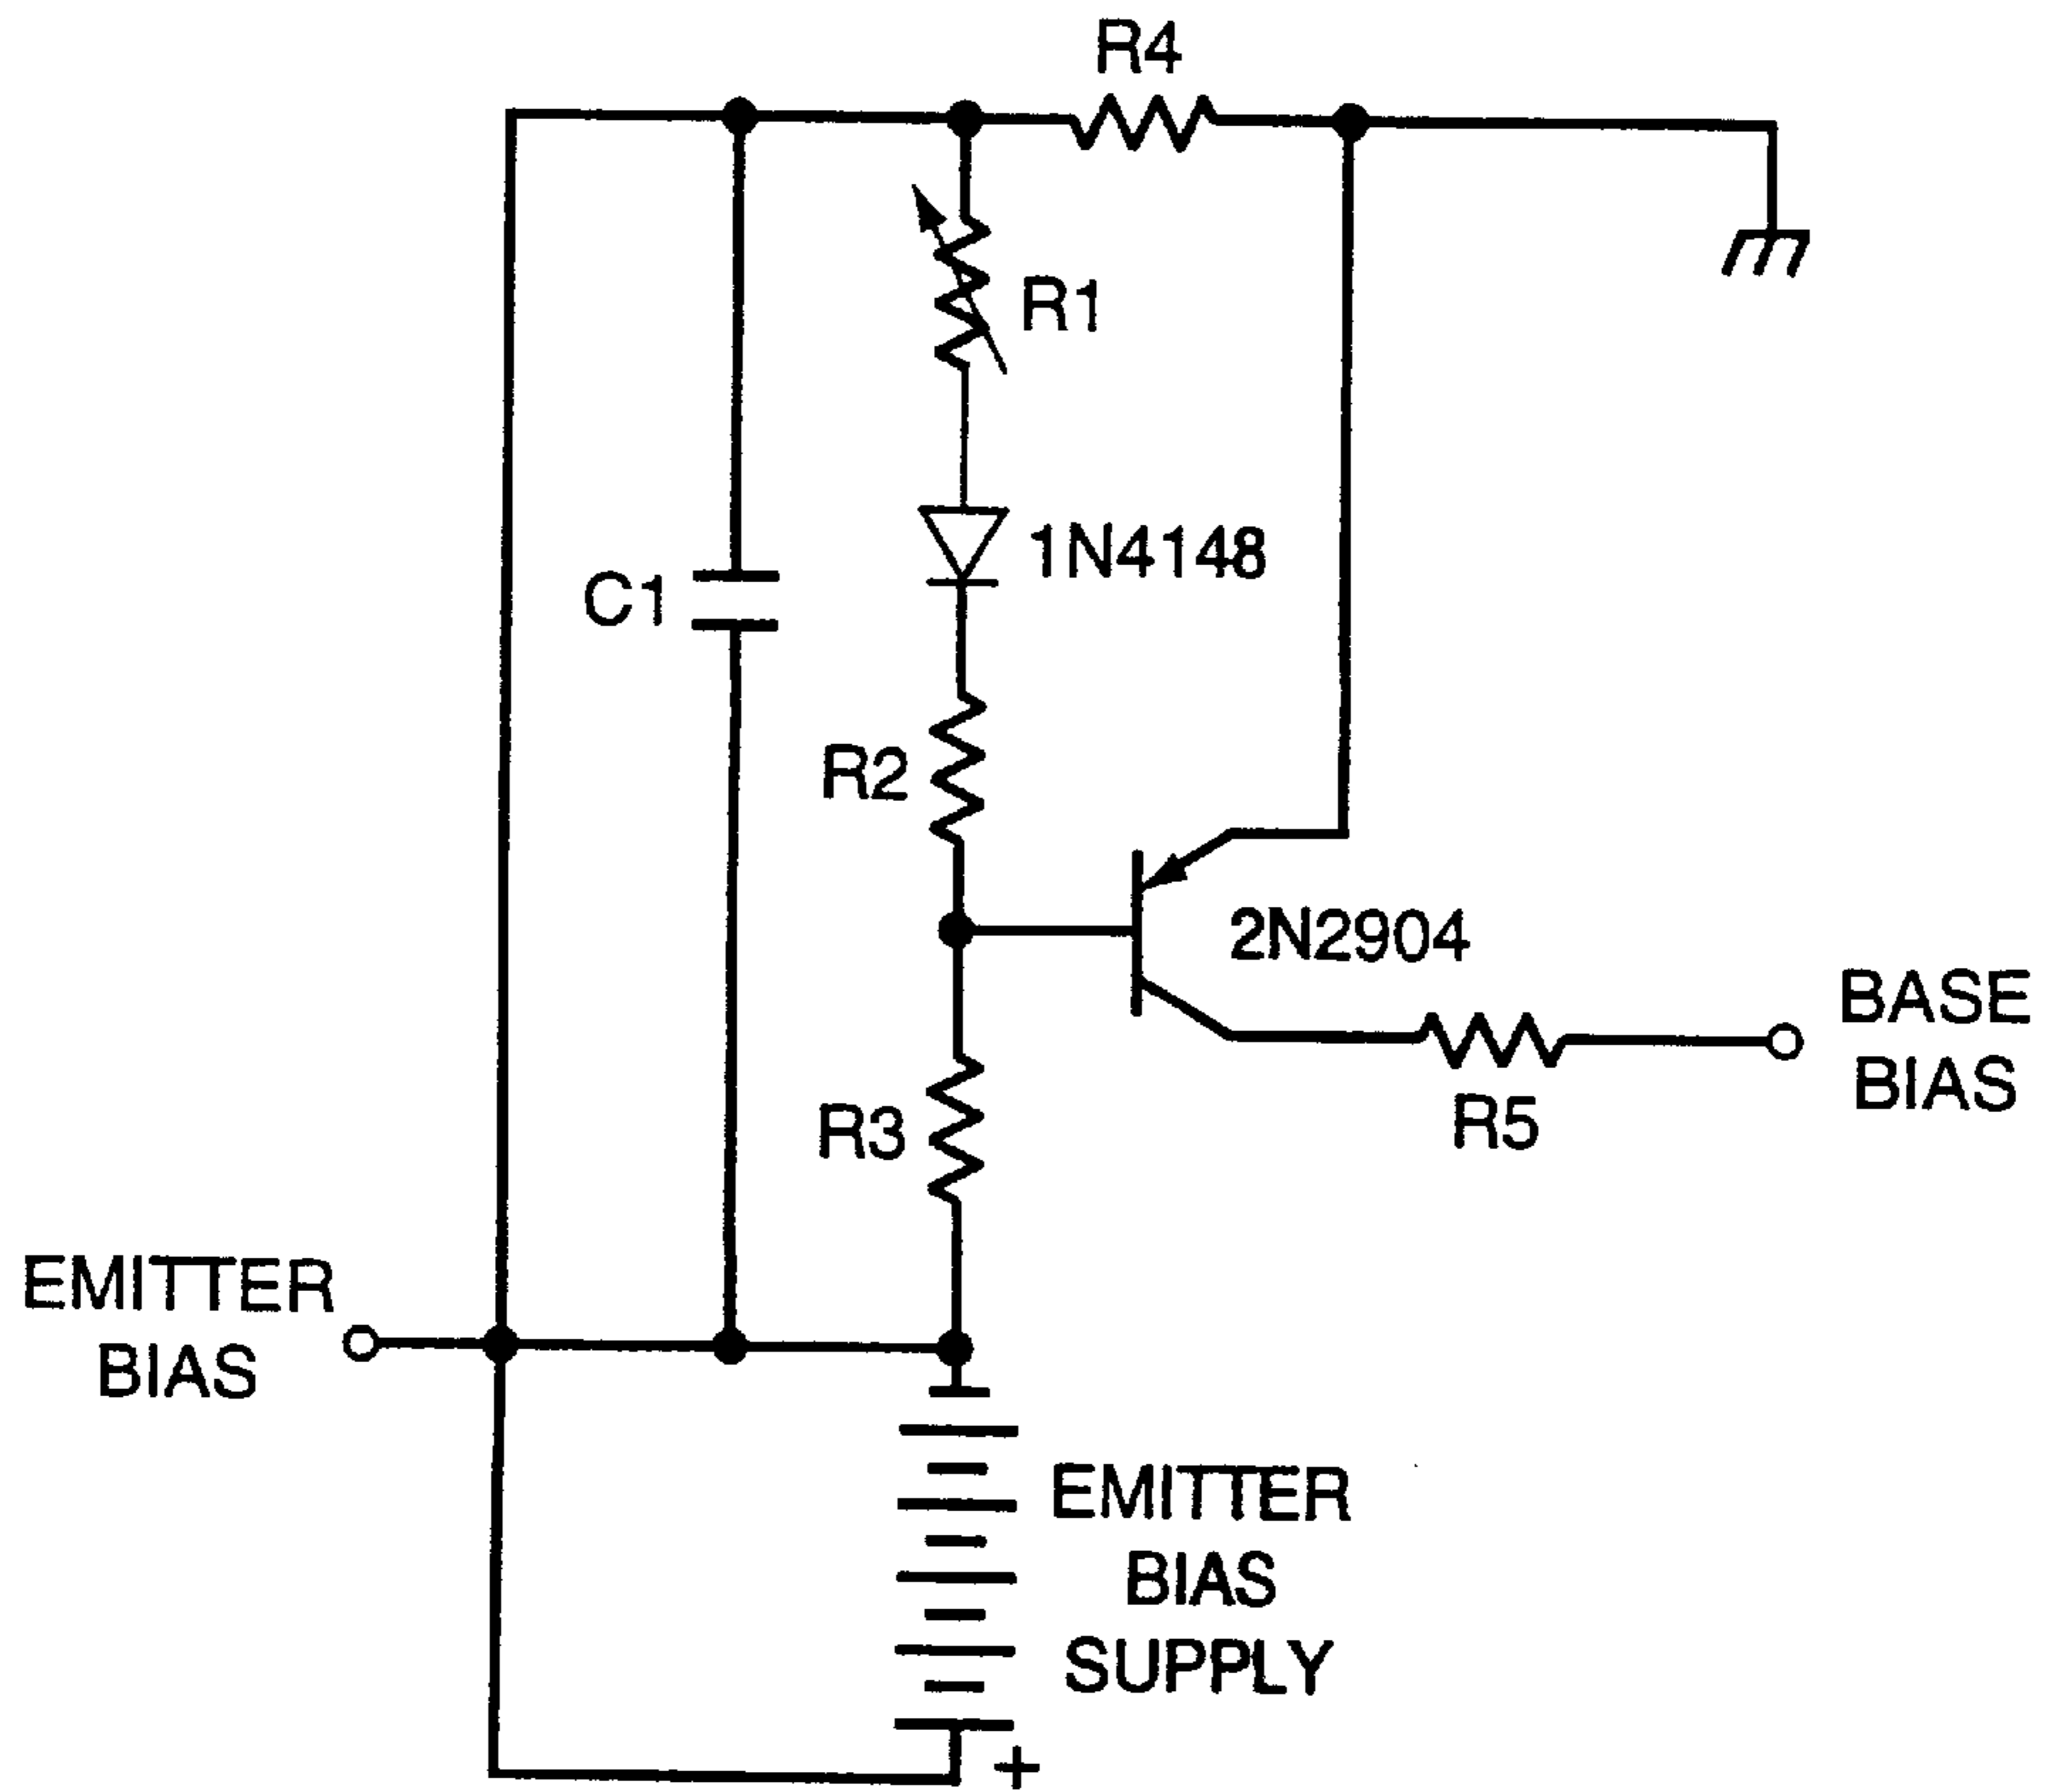 R4
R1
1N4148
C1
R2
2N2904
BASE
BIAS
R3
R5
EMITTER
BIAS
EMITTER
BIAS
SUPPLY
+